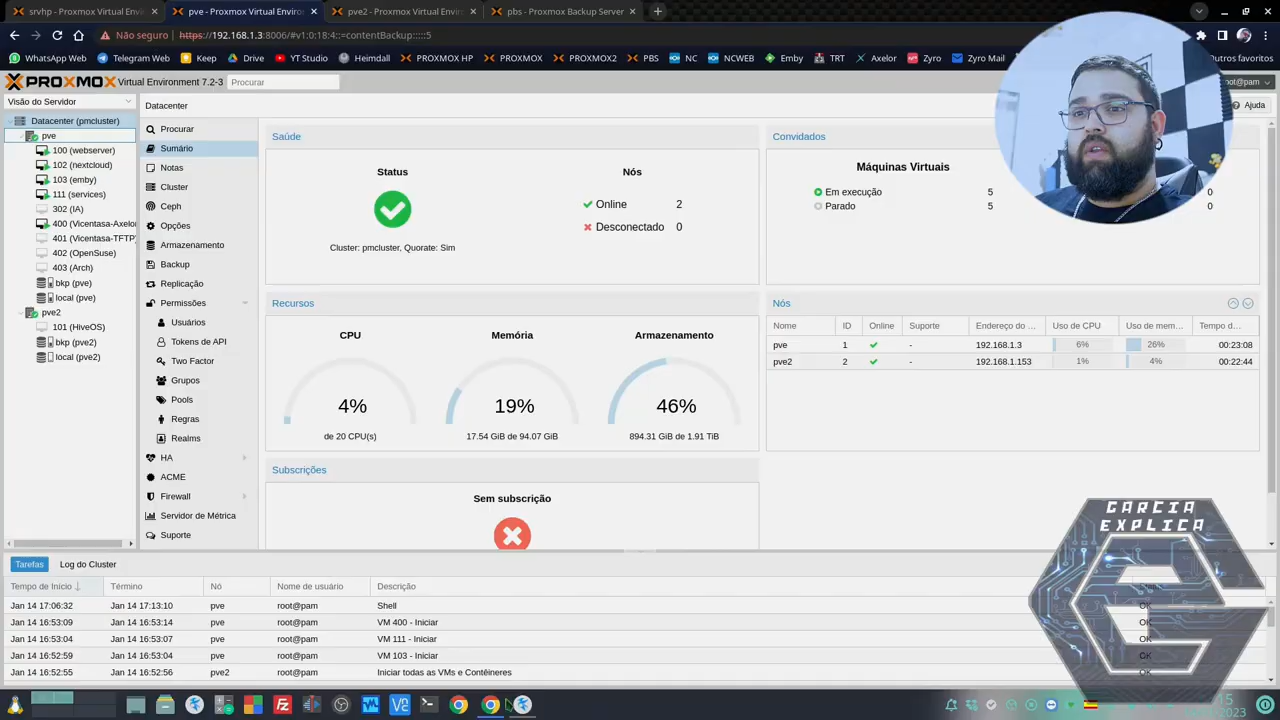 srvhp - Proxmox Virtual Enviro
pve - Proxmox Virtual Environm
pve2 - Proxmox Virtual Environ
pbs - Proxmox Backup Server
Não seguro
https://192.168.1.3:8006/#v1:0:18:4::=contentBackup:::::5
WhatsApp Web
Telegram Web
Keep
Drive
YT Studio
Heimdall
PROXMOX HP
PROXMOX
PROXMOX2
PBS
NC
NCWEB
Emby
TRT
Axelor
Zyro
Zyro Mail
Outros favoritos
PROXMOX
Virtual Environment 7.2-3
Procurar
root@pam
Visão do Servidor
Datacenter
Ajuda
Datacenter (pmcluster)
pve
100 (webserver)
102 (nextcloud)
103 (emby)
111 (services)
302 (IA)
400 (Vicentasa-Axelor
401 (Vicentasa-TFTP
402 (OpenSuse)
403 (Arch)
bkp (pve)
local (pve)
pve2
101 (HiveOS)
bkp (pve2)
local (pve2)
Procurar
Sumário
Notas
Cluster
Ceph
Opções
Armazenamento
Backup
Replicação
Permissões
Usuários
Tokens de API
Two Factor
Grupos
Pools
Regras
Realms
HA
ACME
Firewall
Servidor de Métrica
Suporte
Saúde
Status
Nós
Online 2
Desconectado 0
Cluster: pmcluster, Quorate: Sim
Convidados
Máquinas Virtuais
Em execução 5 0
Parado 5 0
Recursos
CPU
Memória
Armazenamento
4%
19%
46%
de 20 CPU(s)
17.54 GiB de 94.07 GiB
894.31 GiB de 1.91 TiB
Nós
Nome ID Online Suporte Endereço do ... Uso de CPU Uso de mem... Tempo d...
pve 1 - 192.168.1.3 6% 26% 00:23:08
pve2 2 - 192.168.1.153 1% 4% 00:22:44
Subscrições
Sem subscrição
GARCIA
EXPLICA
Tarefas
Log do Cluster
Tempo de Início Término Nó Nome de usuário Descrição
Jan 14 17:06:32 Jan 14 17:13:10 pve root@pam Shell OK
Jan 14 16:53:09 Jan 14 16:53:14 pve root@pam VM 400 - Iniciar OK
Jan 14 16:53:04 Jan 14 16:53:07 pve root@pam VM 111 - Iniciar OK
Jan 14 16:52:59 Jan 14 16:53:04 pve root@pam VM 103 - Iniciar OK
Jan 14 16:52:55 Jan 14 16:52:56 pve2 root@pam Iniciar todas as VMs e Contêineres OK